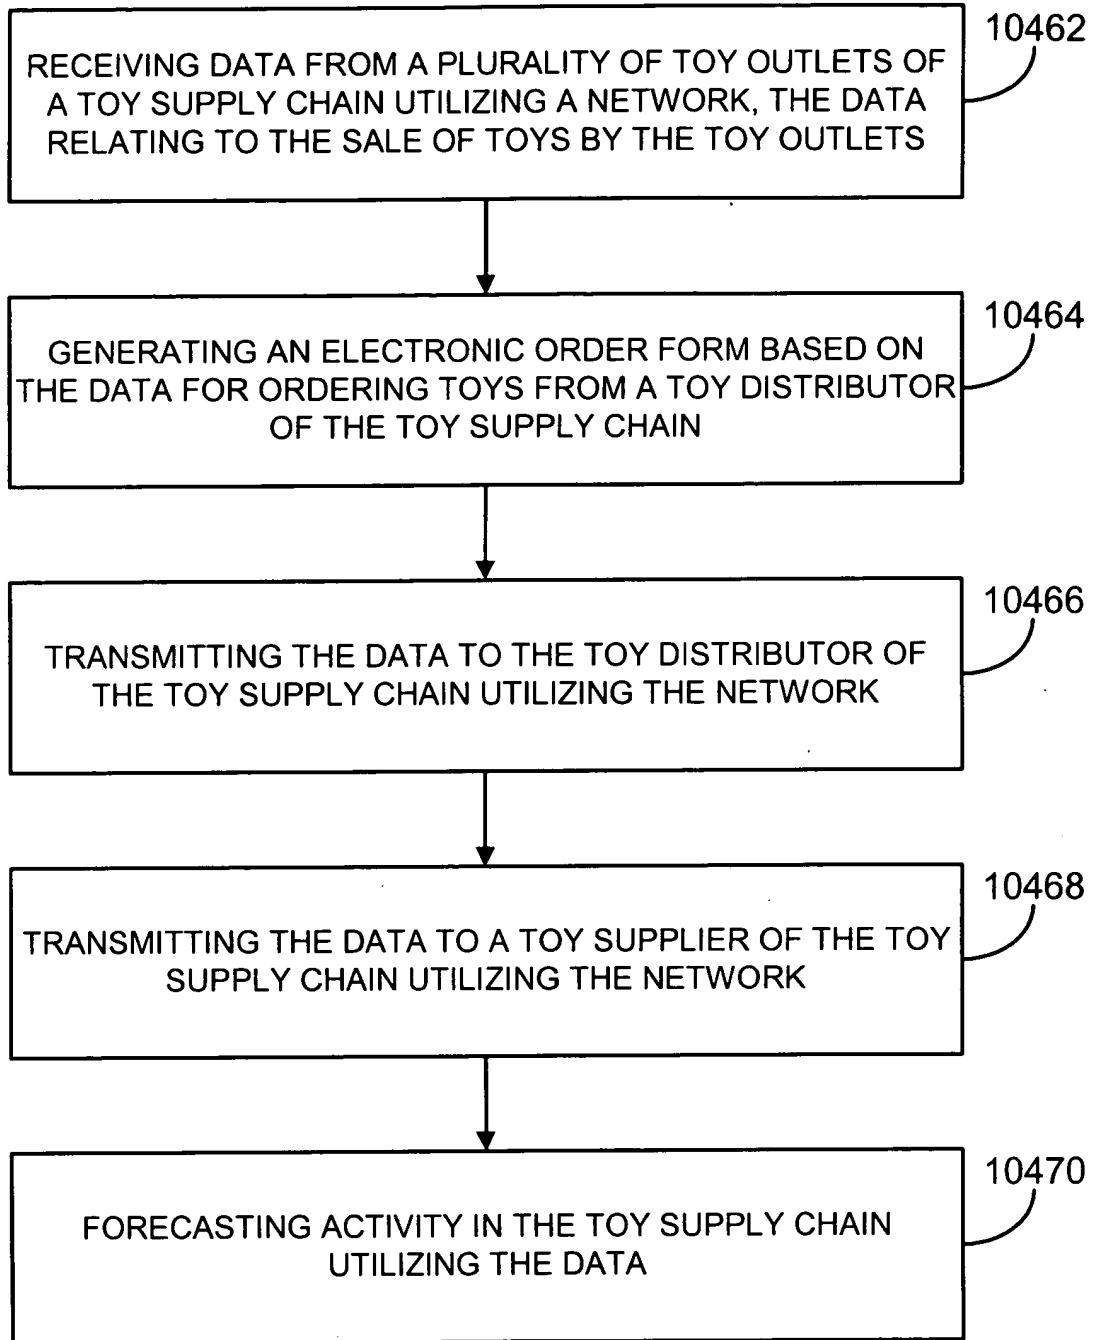 10462
RECEIVING DATA FROM A PLURALITY OF TOY OUTLETS OF
A TOY SUPPLY CHAIN UTILIZING A NETWORK, THE DATA
RELATING TO THE SALE OF TOYS BY THE TOY OUTLETS
10464
GENERATING AN ELECTRONIC ORDER FORM BASED ON
THE DATA FOR ORDERING TOYS FROM A TOY DISTRIBUTOR
OF THE TOY SUPPLY CHAIN
10466
TRANSMITTING THE DATA TO THE TOY DISTRIBUTOR OF
THE TOY SUPPLY CHAIN UTILIZING THE NETWORK
10468
TRANSMITTING THE DATA TO A TOY SUPPLIER OF THE TOY
SUPPLY CHAIN UTILIZING THE NETWORK
10470
FORECASTING ACTIVITY IN THE TOY SUPPLY CHAIN
UTILIZING THE DATA